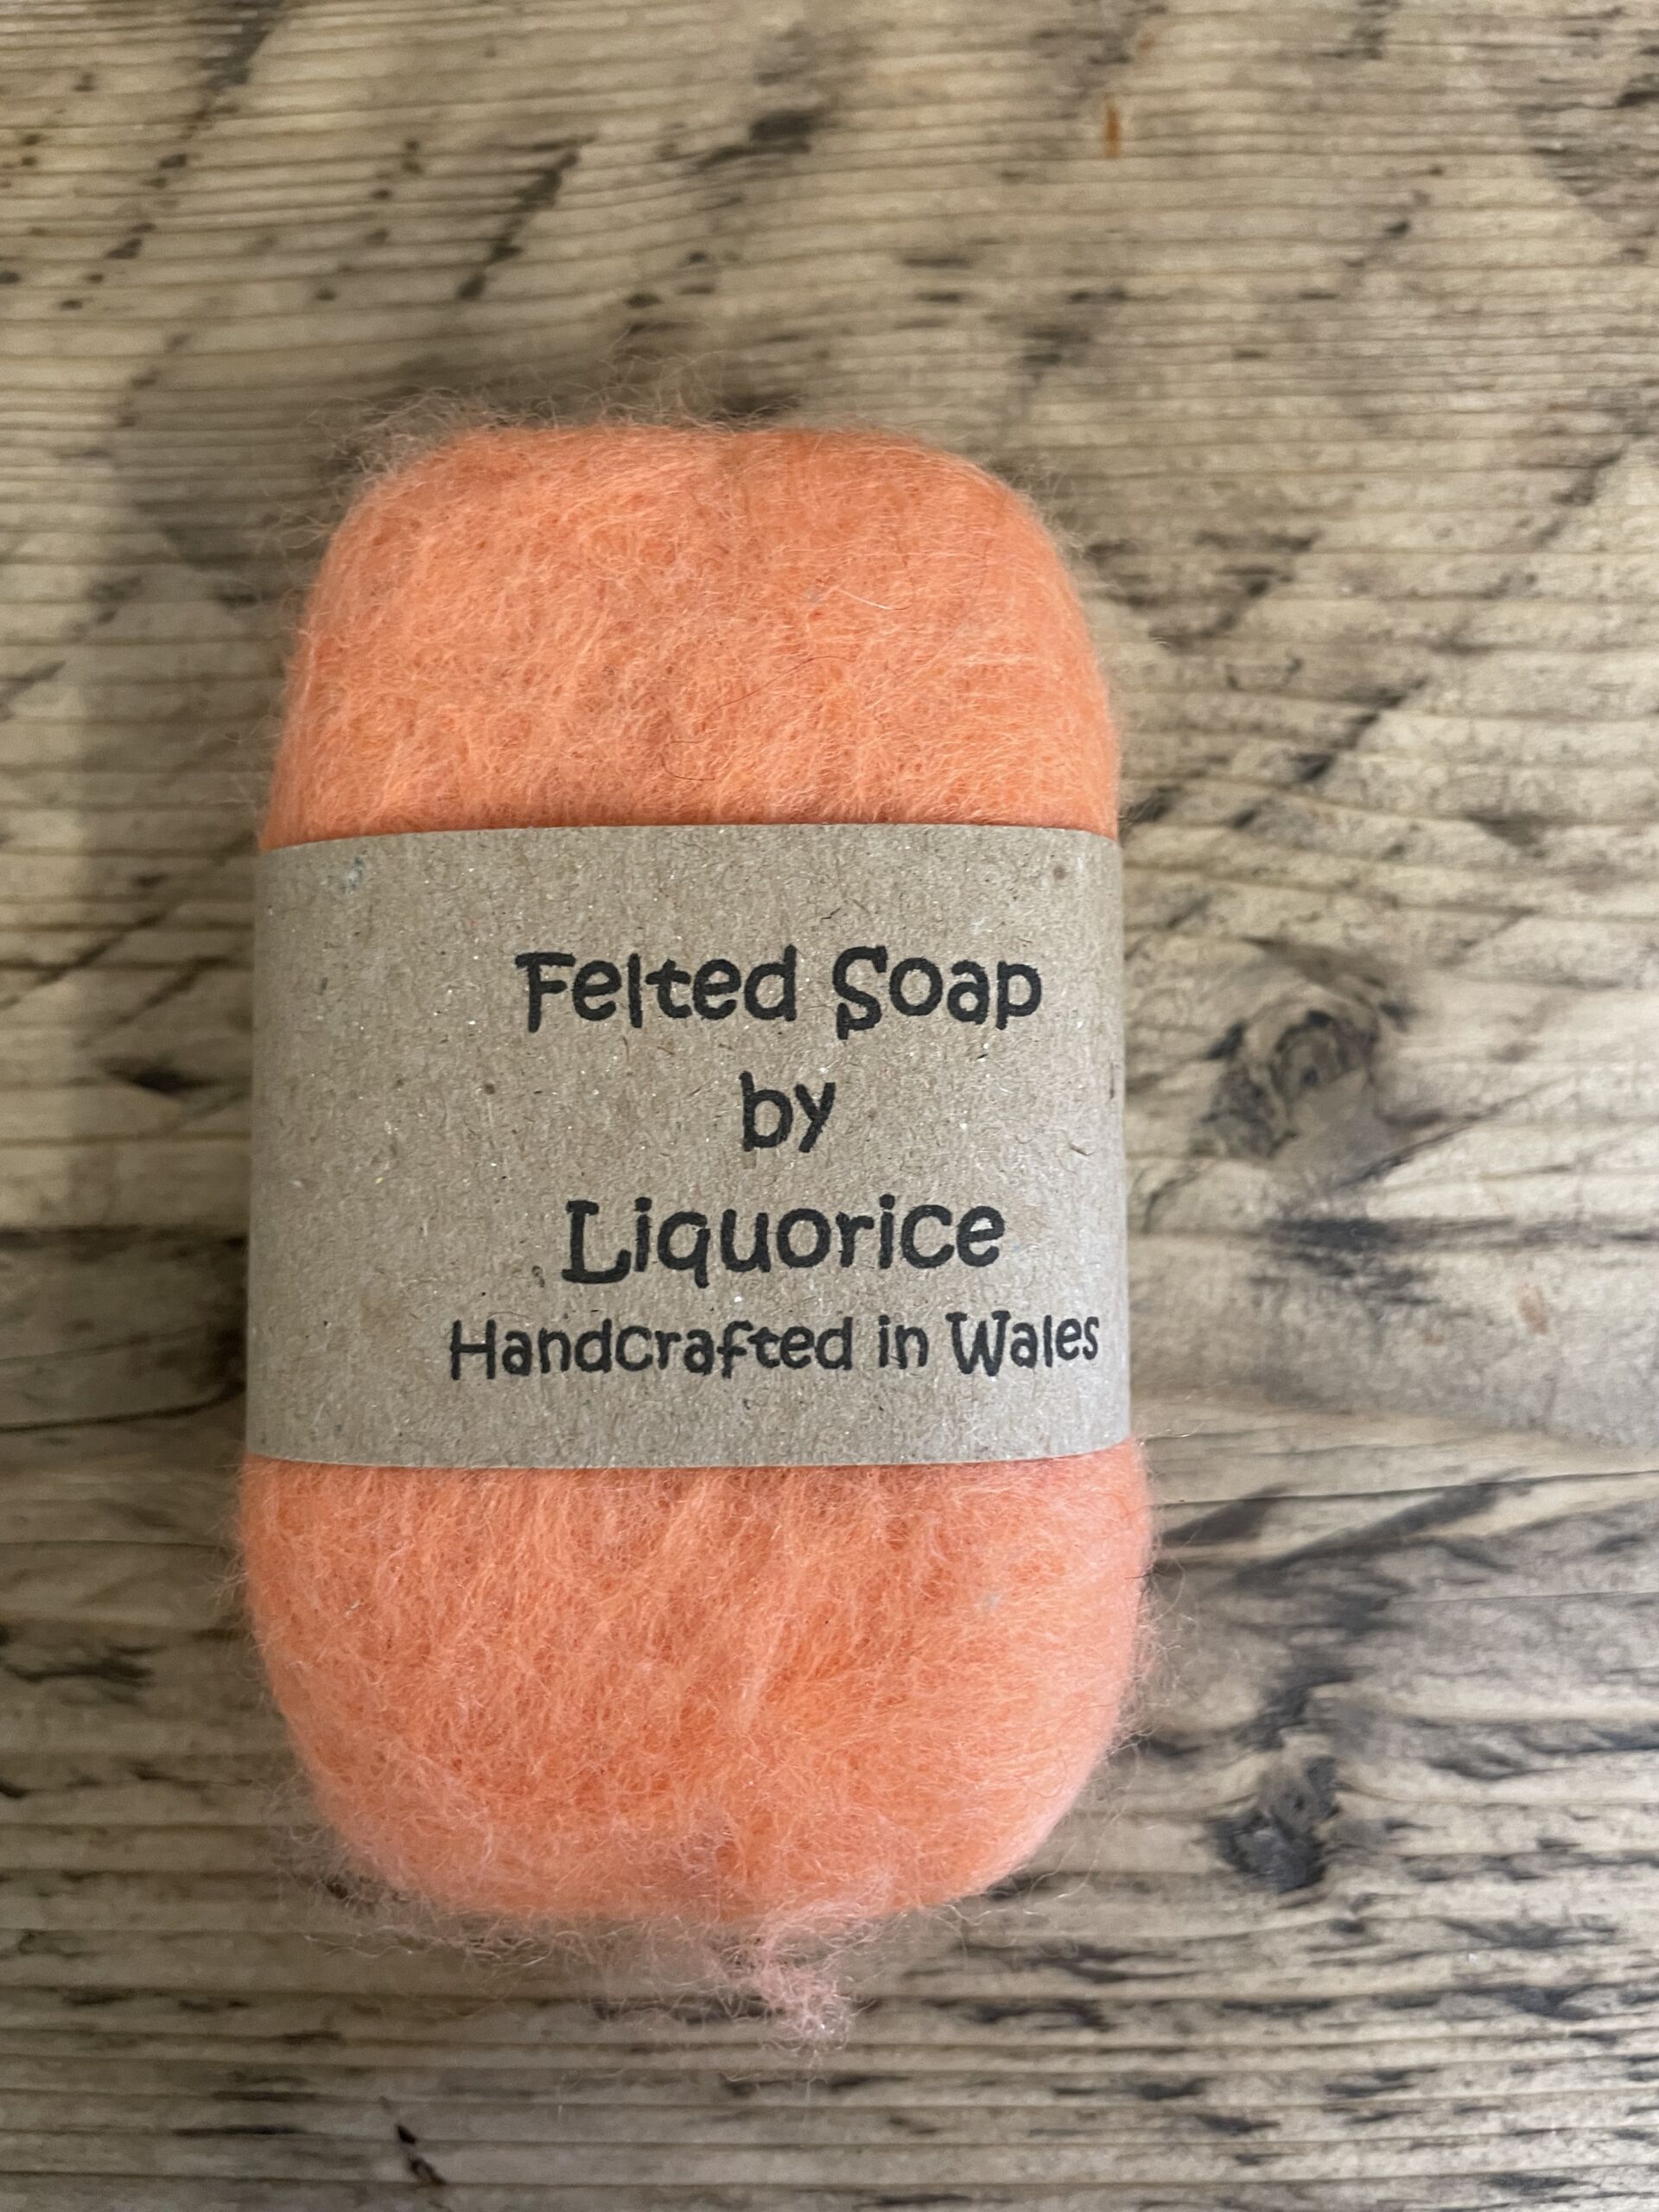 Felted Soap
by
Liquorice
Handcrafted in Wales